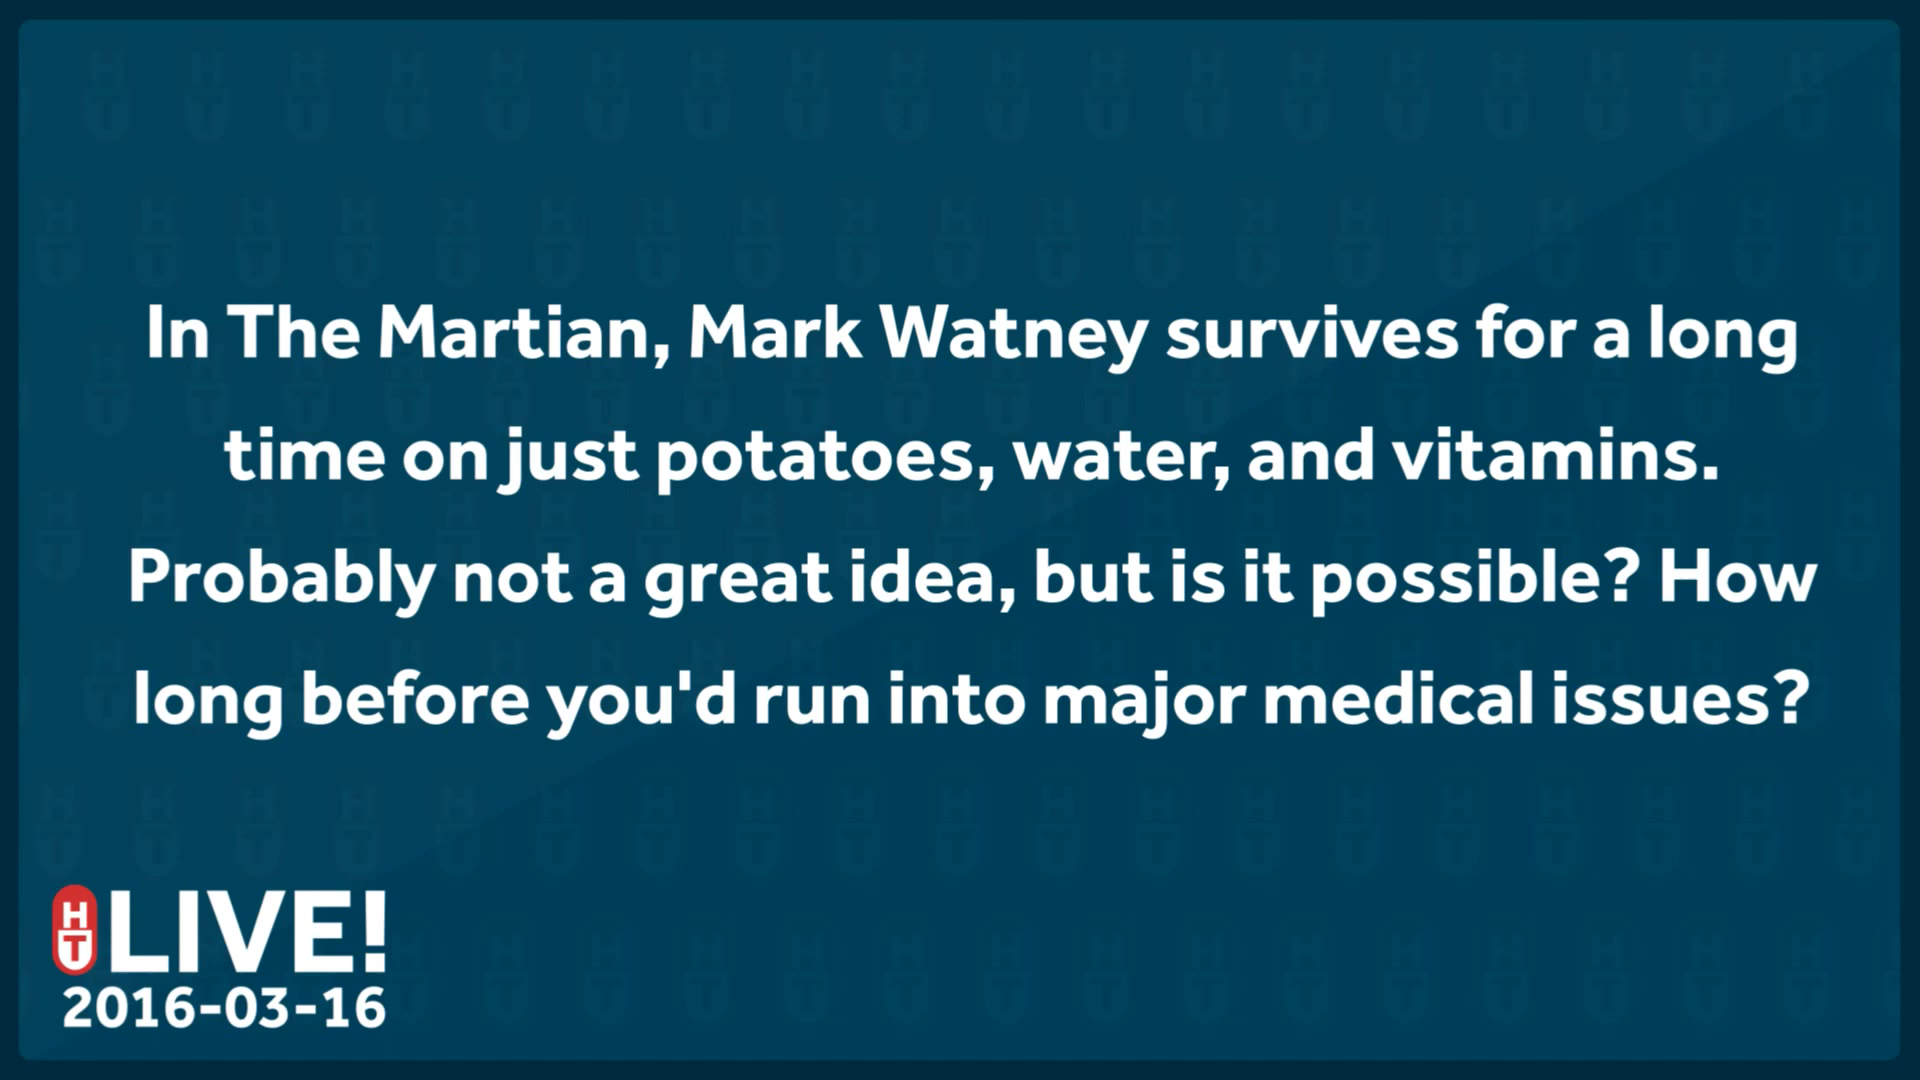 In The Martian, Mark Watney survives for a long
time on just potatoes, water, and vitamins.
Probably not a great idea, but is it possible? How
long before you'd run into major medical issues?
HT LIVE!
2016-03-16